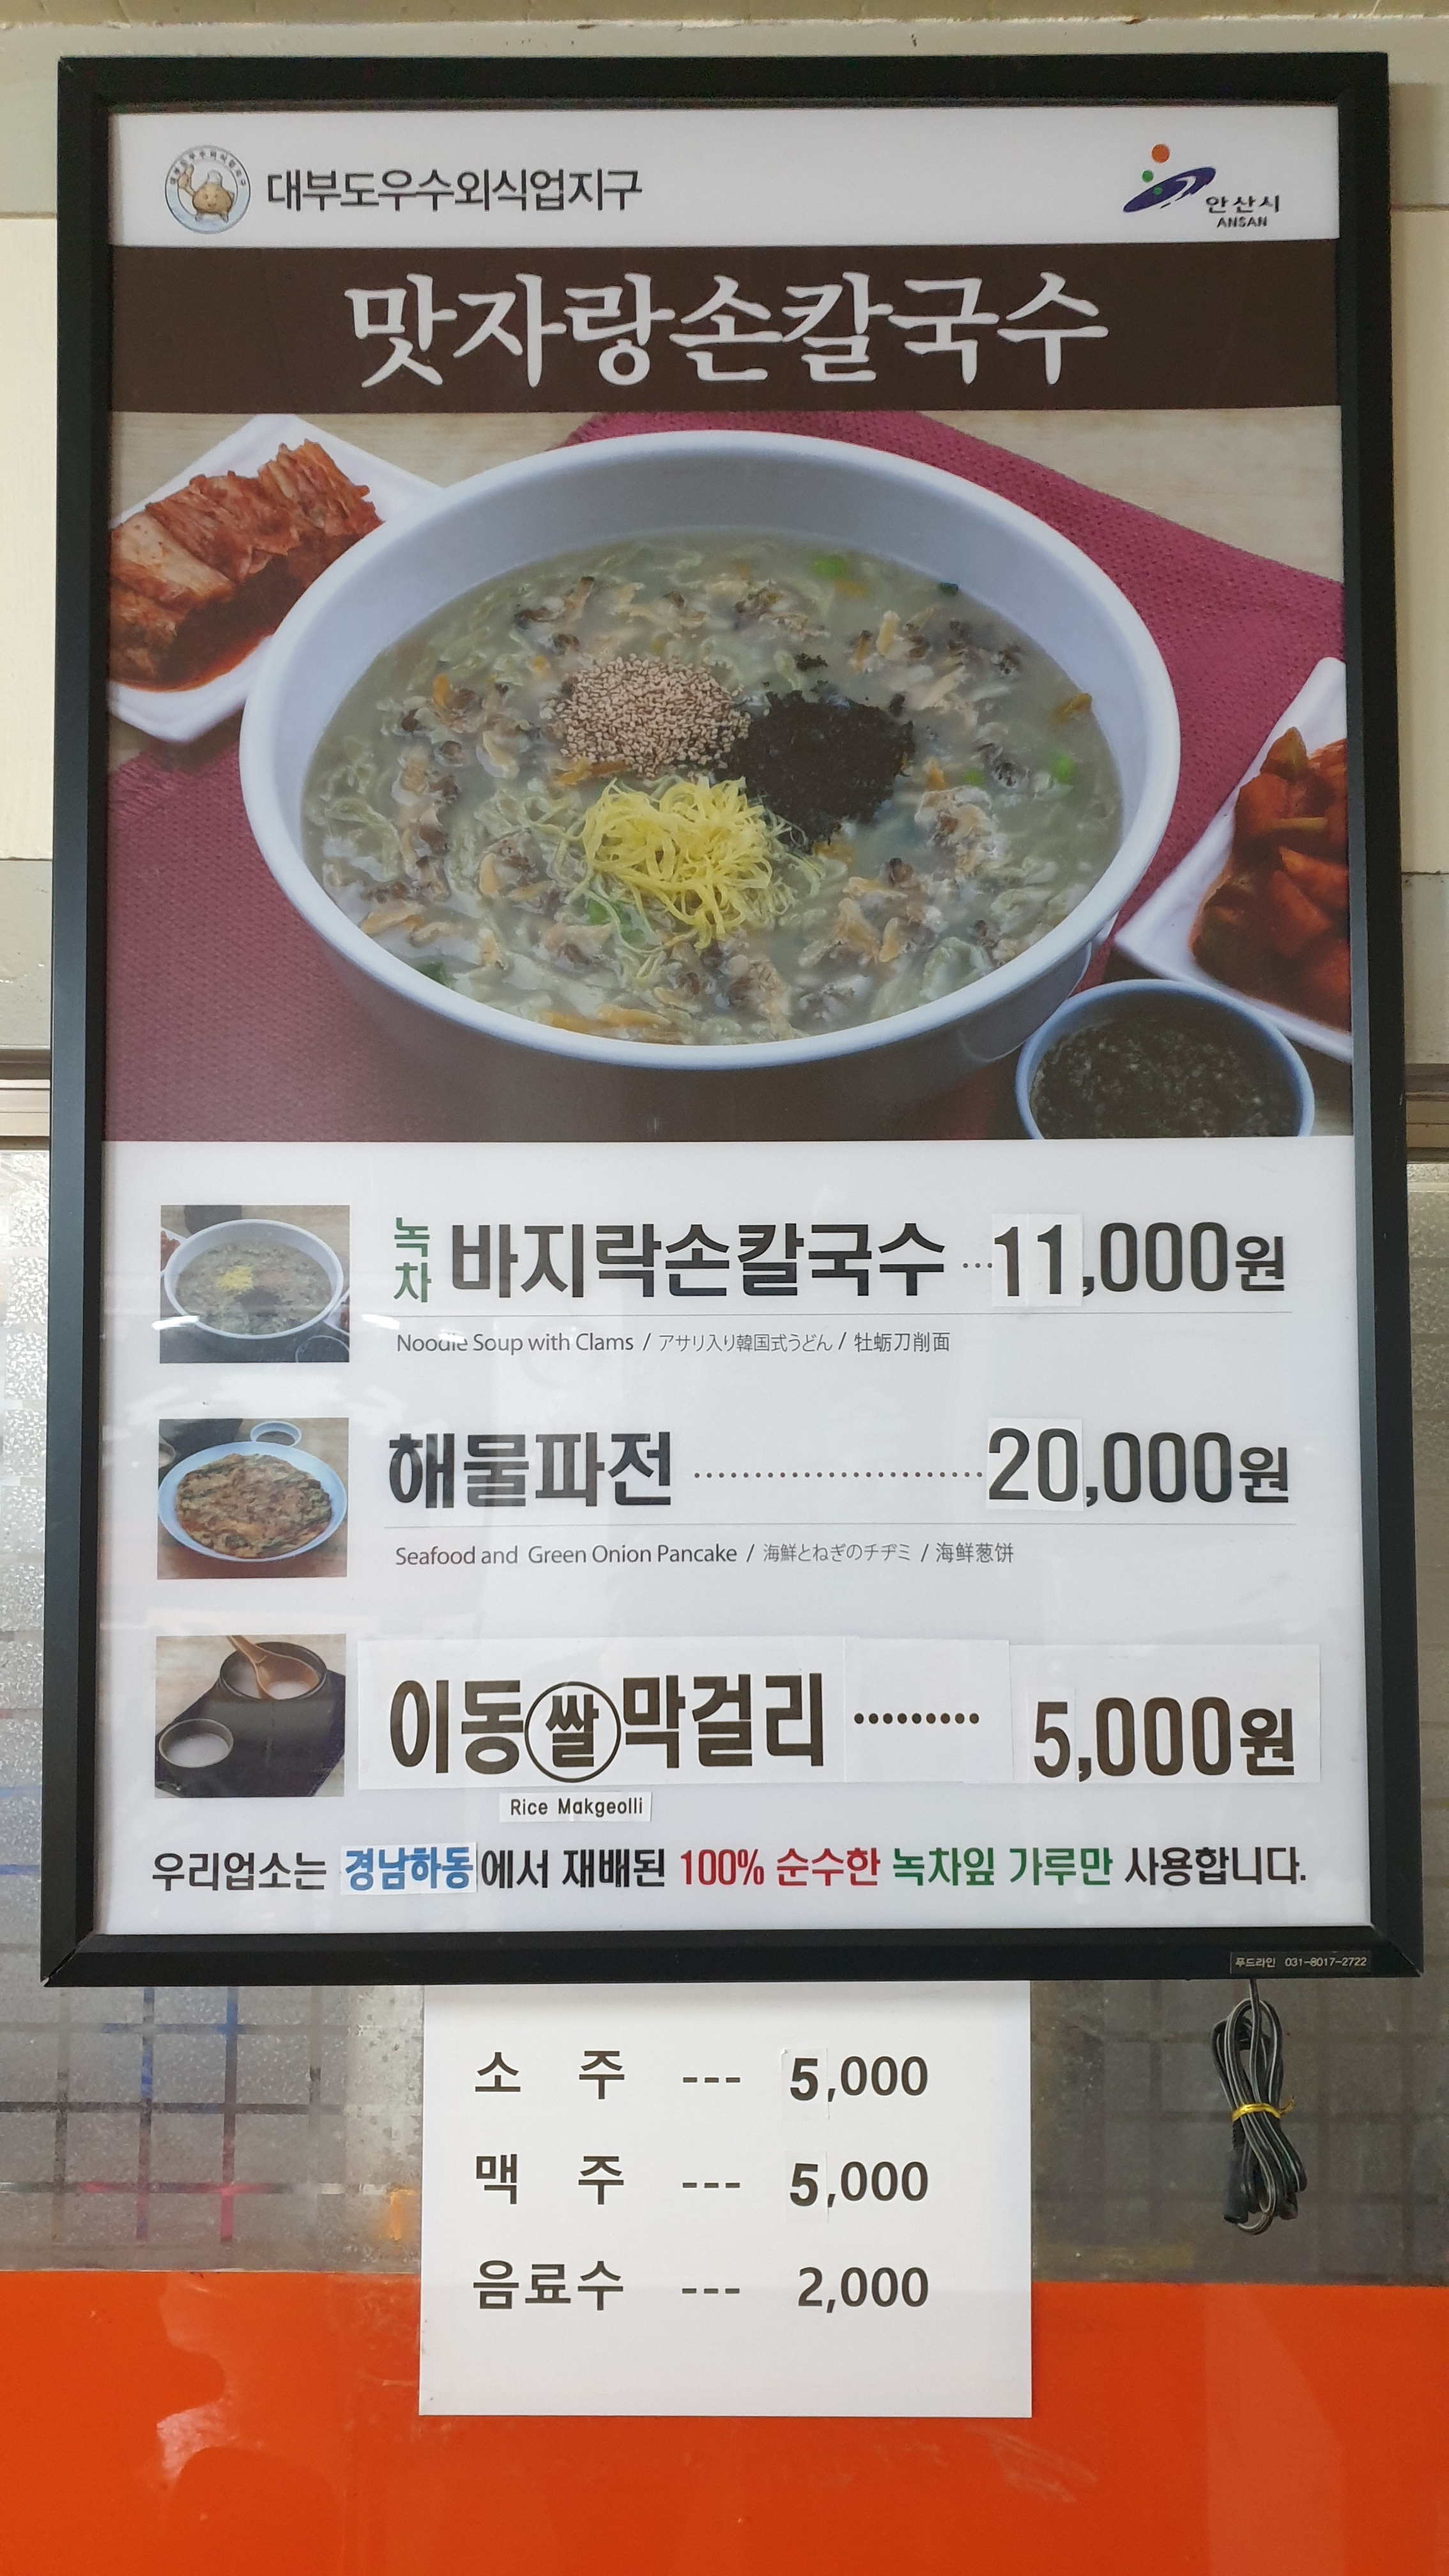 대부도우수외식업지구
안산시
ANSAN
맛자랑손칼국수
녹차 바지락손칼국수 ···11,000원
Noodle Soup with Clams / アサリ入り韓国式うどん / 牡蛎刀削面
해물파전 ························20,000원
Seafood and Green Onion Pancake / 海鮮とねぎのチヂミ / 海鲜葱饼
이동쌀막걸리 ········· 5,000원
Rice Makgeolli
우리업소는 경남하동에서 재배된 100% 순수한 녹차잎 가루만 사용합니다.
푸드라인 031-8017-2722
소 주 --- 5,000
맥 주 --- 5,000
음료수 --- 2,000